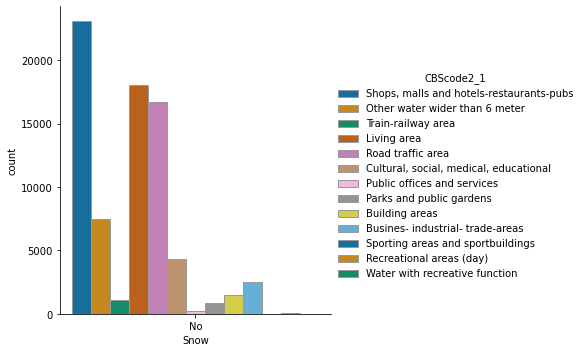 20000
15000
10000
5000
0
count
No
Snow
CBScode2_1
Shops, malls and hotels-restaurants-pubs
Other water wider than 6 meter
Train-railway area
Living area
Road traffic area
Cultural, social, medical, educational
Public offices and services
Parks and public gardens
Building areas
Busines- industrial- trade-areas
Sporting areas and sportbuildings
Recreational areas (day)
Water with recreative function